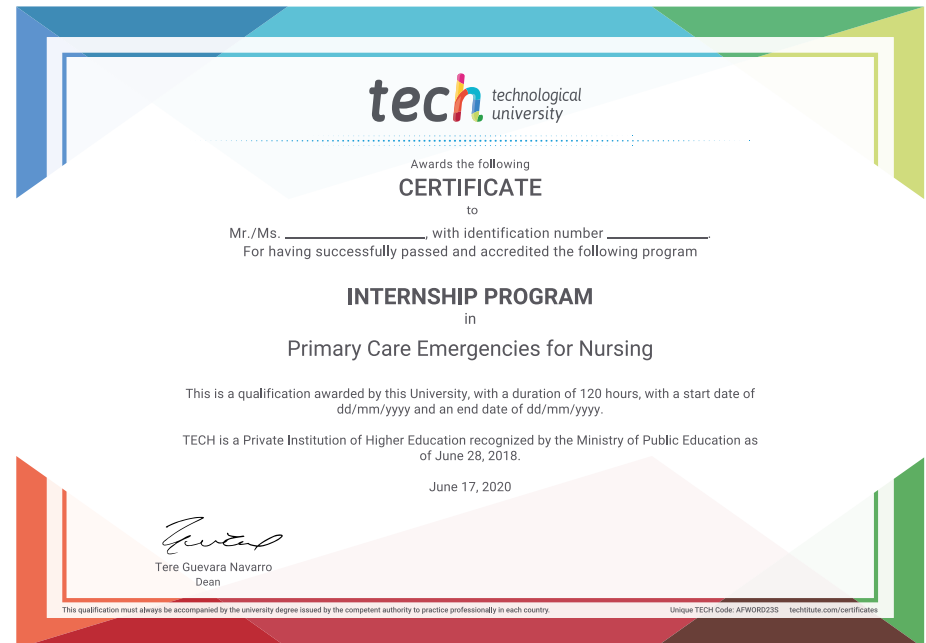 tech technological
university
Awards the following
CERTIFICATE
to
Mr./Ms. ____________________, with identification number ______________.
For having successfully passed and accredited the following program
INTERNSHIP PROGRAM
in
Primary Care Emergencies for Nursing
This is a qualification awarded by this University, with a duration of 120 hours, with a start date of
dd/mm/yyyy and an end date of dd/mm/yyyy.
TECH is a Private Institution of Higher Education recognized by the Ministry of Public Education as
of June 28, 2018.
June 17, 2020
Tere Guevara Navarro
Dean
This qualification must always be accompanied by the university degree issued by the competent authority to practice professionally in each country. Unique TECH Code: AFWORD23S techtitute.com/certificates